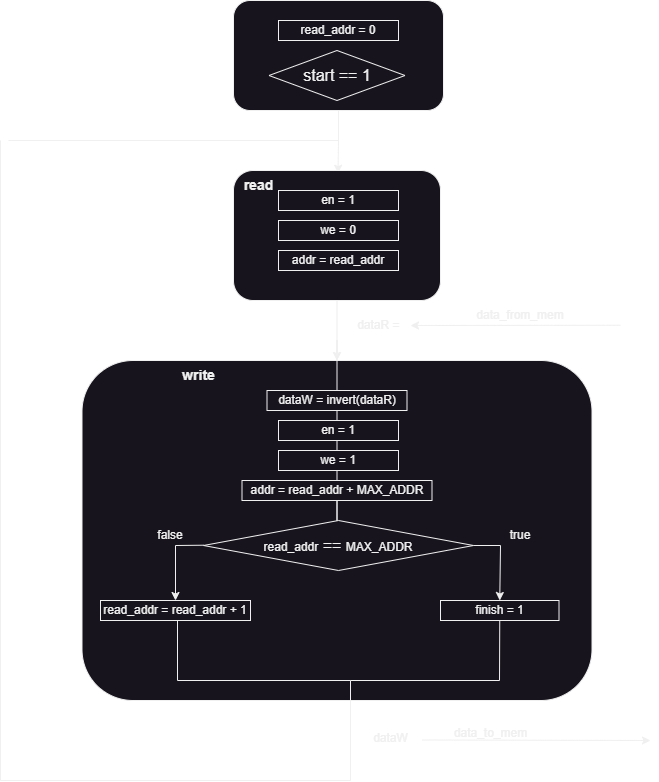 read_addr = 0
start == 1
read
en = 1
we = 0
addr = read_addr
data_from_mem
dataR =
write
dataW = invert(dataR)
en = 1
we = 1
addr = read_addr + MAX_ADDR
false
true
read_addr == MAX_ADDR
read_addr = read_addr + 1
finish = 1
dataW
data_to_mem